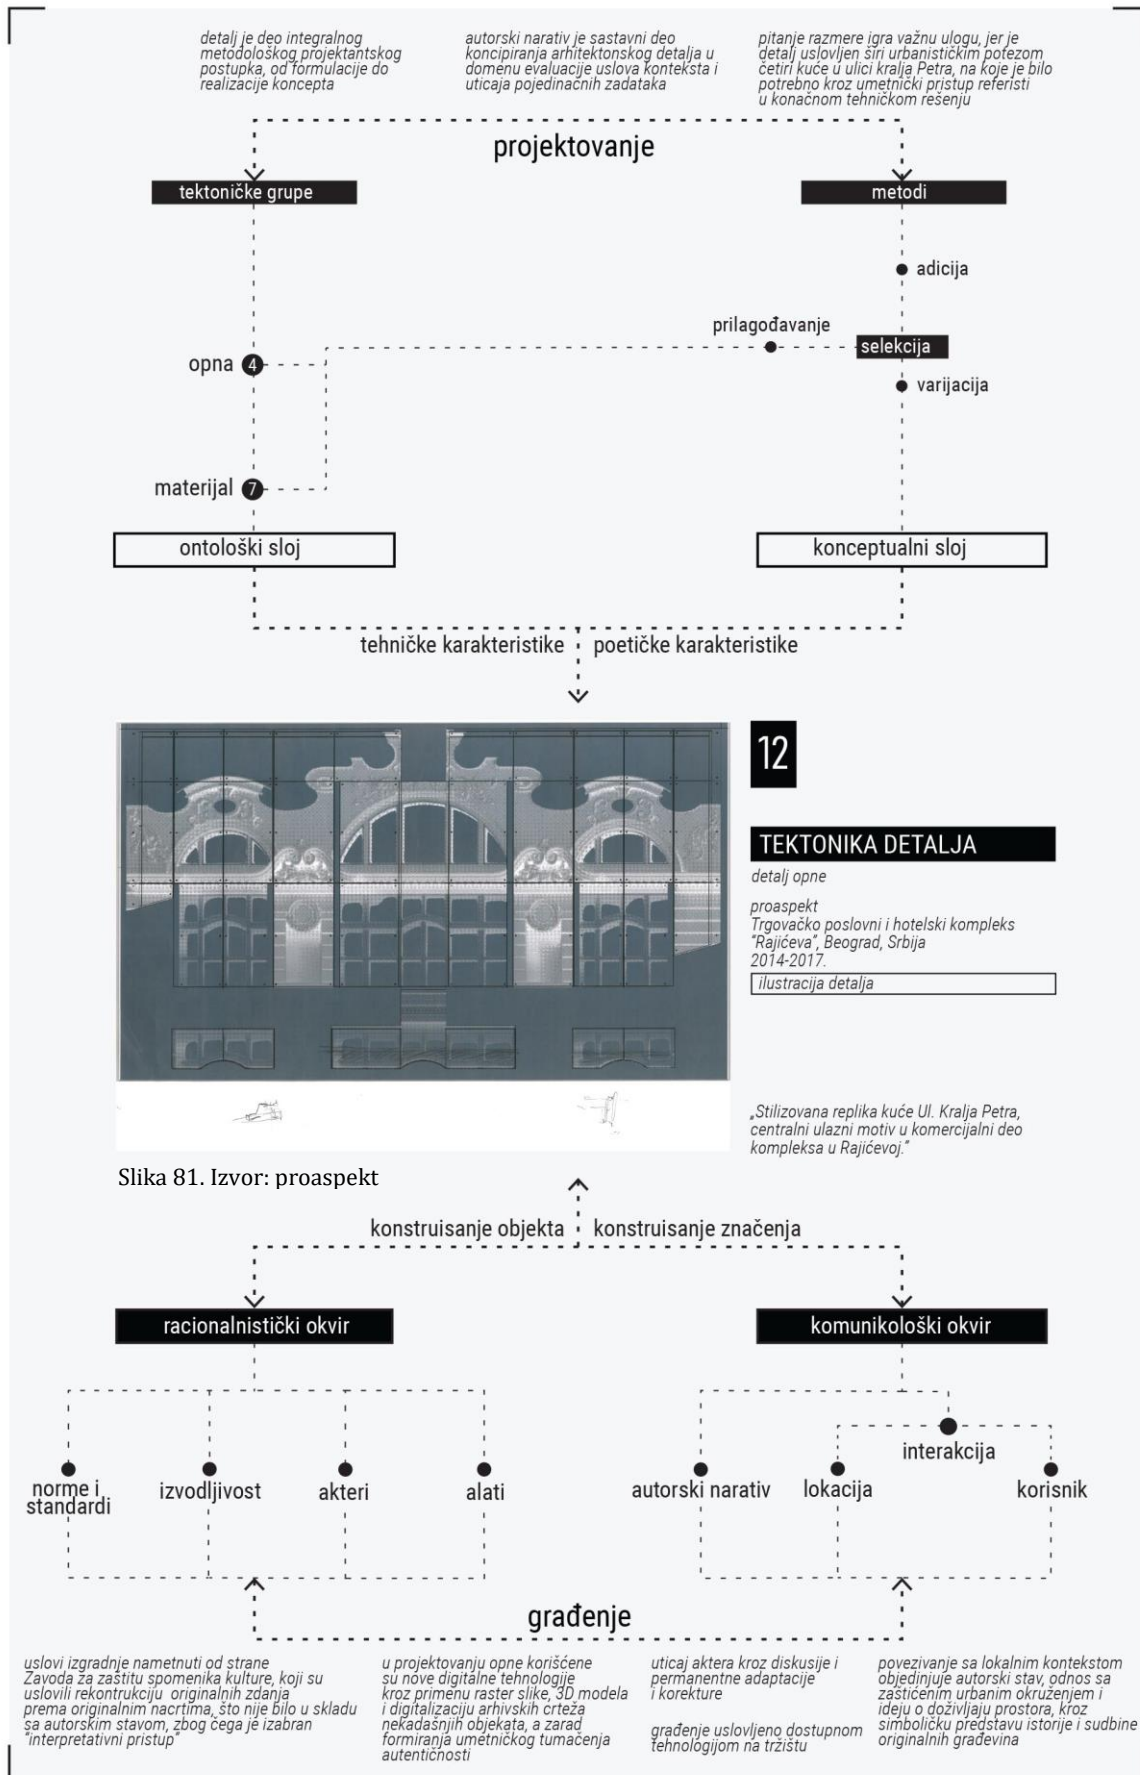 detalj je deo integralnog
metodološkog projektantskog
postupka, od formulacije do
realizacije koncepta
autorski narativ je sastavni deo
koncipiranja arhitektonskog detalja u
domenu evaluacije uslova konteksta i
uticaja pojedinačnih zadataka
pitanje razmere igra važnu ulogu, jer je
detalj uslovljen širi urbanističkim potezom
četiri kuće u ulici kralja Petra, na koje je bilo
potrebno kroz umetnički pristup referisti
u konačnom tehničkom rešenju
projektovanje
tektoničke grupe
metodi
adicija
prilagođavanje
selekcija
opna 4
varijacija
materijal 7
ontološki sloj
konceptualni sloj
tehničke karakteristike
poetičke karakteristike
12
TEKTONIKA DETALJA
detalj opne
proaspekt
Trgovačko poslovni i hotelski kompleks
"Rajićeva", Beograd, Srbija
2014-2017.
ilustracija detalja
„Stilizovana replika kuće Ul. Kralja Petra,
centralni ulazni motiv u komercijalni deo
kompleksa u Rajićevoj.”
Slika 81. Izvor: proaspekt
konstruisanje objekta
konstruisanje značenja
racionalnistički okvir
komunikološki okvir
interakcija
norme i
standardi
izvodljivost
akteri
alati
autorski narativ
lokacija
korisnik
građenje
uslovi izgradnje nametnuti od strane
Zavoda za zaštitu spomenika kulture, koji su
uslovili rekontrukciju originalnih zdanja
prema originalnim nacrtima, što nije bilo u skladu
sa autorskim stavom, zbog čega je izabran
"interpretativni pristup"
u projektovanju opne korišćene
su nove digitalne tehnologije
kroz primenu raster slike, 3D modela
i digitalizaciju arhivskih crteža
nekadašnjih objekata, a zarad
formiranja umetničkog tumačenja
autentičnosti
uticaj aktera kroz diskusije i
permanentne adaptacije
i korekture
građenje uslovljeno dostupnom
tehnologijom na tržištu
povezivanje sa lokalnim kontekstom
objedinjuje autorski stav, odnos sa
zaštićenim urbanim okruženjem i
ideju o doživljaju prostora, kroz
simboličku predstavu istorije i sudbine
originalnih građevina